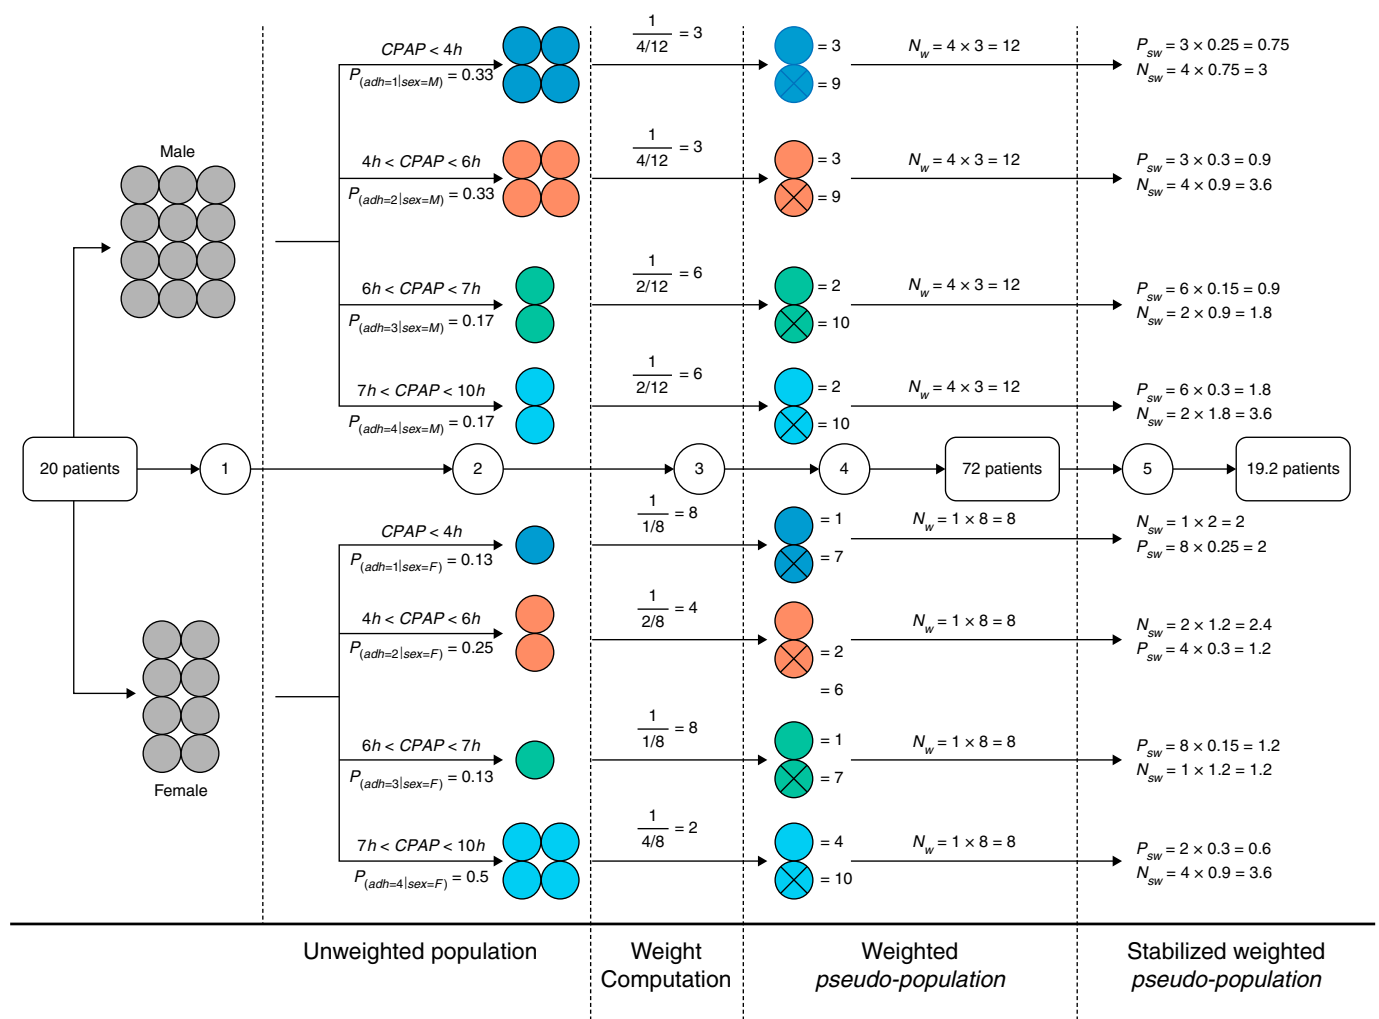 Male
CPAP < 4h
P(adh=1|sex=M) = 0.33
1
4/12
= 3
= 3
= 9
Nw = 4 × 3 = 12
Psw = 3 × 0.25 = 0.75
Nsw = 4 × 0.75 = 3
4h < CPAP < 6h
P(adh=2|sex=M) = 0.33
1
4/12
= 3
= 3
= 9
Nw = 4 × 3 = 12
Psw = 3 × 0.3 = 0.9
Nsw = 4 × 0.9 = 3.6
6h < CPAP < 7h
P(adh=3|sex=M) = 0.17
1
2/12
= 6
= 2
= 10
Nw = 4 × 3 = 12
Psw = 6 × 0.15 = 0.9
Nsw = 2 × 0.9 = 1.8
7h < CPAP < 10h
P(adh=4|sex=M) = 0.17
1
2/12
= 6
= 2
= 10
Nw = 4 × 3 = 12
Psw = 6 × 0.3 = 1.8
Nsw = 2 × 1.8 = 3.6
20 patients
1
2
3
4
72 patients
5
19.2 patients
CPAP < 4h
P(adh=1|sex=F) = 0.13
1
1/8
= 8
= 1
= 7
Nw = 1 × 8 = 8
Nsw = 1 × 2 = 2
Psw = 8 × 0.25 = 2
4h < CPAP < 6h
P(adh=2|sex=F) = 0.25
1
2/8
= 4
= 2
= 6
Nw = 1 × 8 = 8
Nsw = 2 × 1.2 = 2.4
Psw = 4 × 0.3 = 1.2
6h < CPAP < 7h
P(adh=3|sex=F) = 0.13
1
1/8
= 8
= 1
= 7
Nw = 1 × 8 = 8
Psw = 8 × 0.15 = 1.2
Nsw = 1 × 1.2 = 1.2
Female
7h < CPAP < 10h
P(adh=4|sex=F) = 0.5
1
4/8
= 2
= 4
= 10
Nw = 1 × 8 = 8
Psw = 2 × 0.3 = 0.6
Nsw = 4 × 0.9 = 3.6
Unweighted population
Weight
Computation
Weighted
pseudo-population
Stabilized weighted
pseudo-population